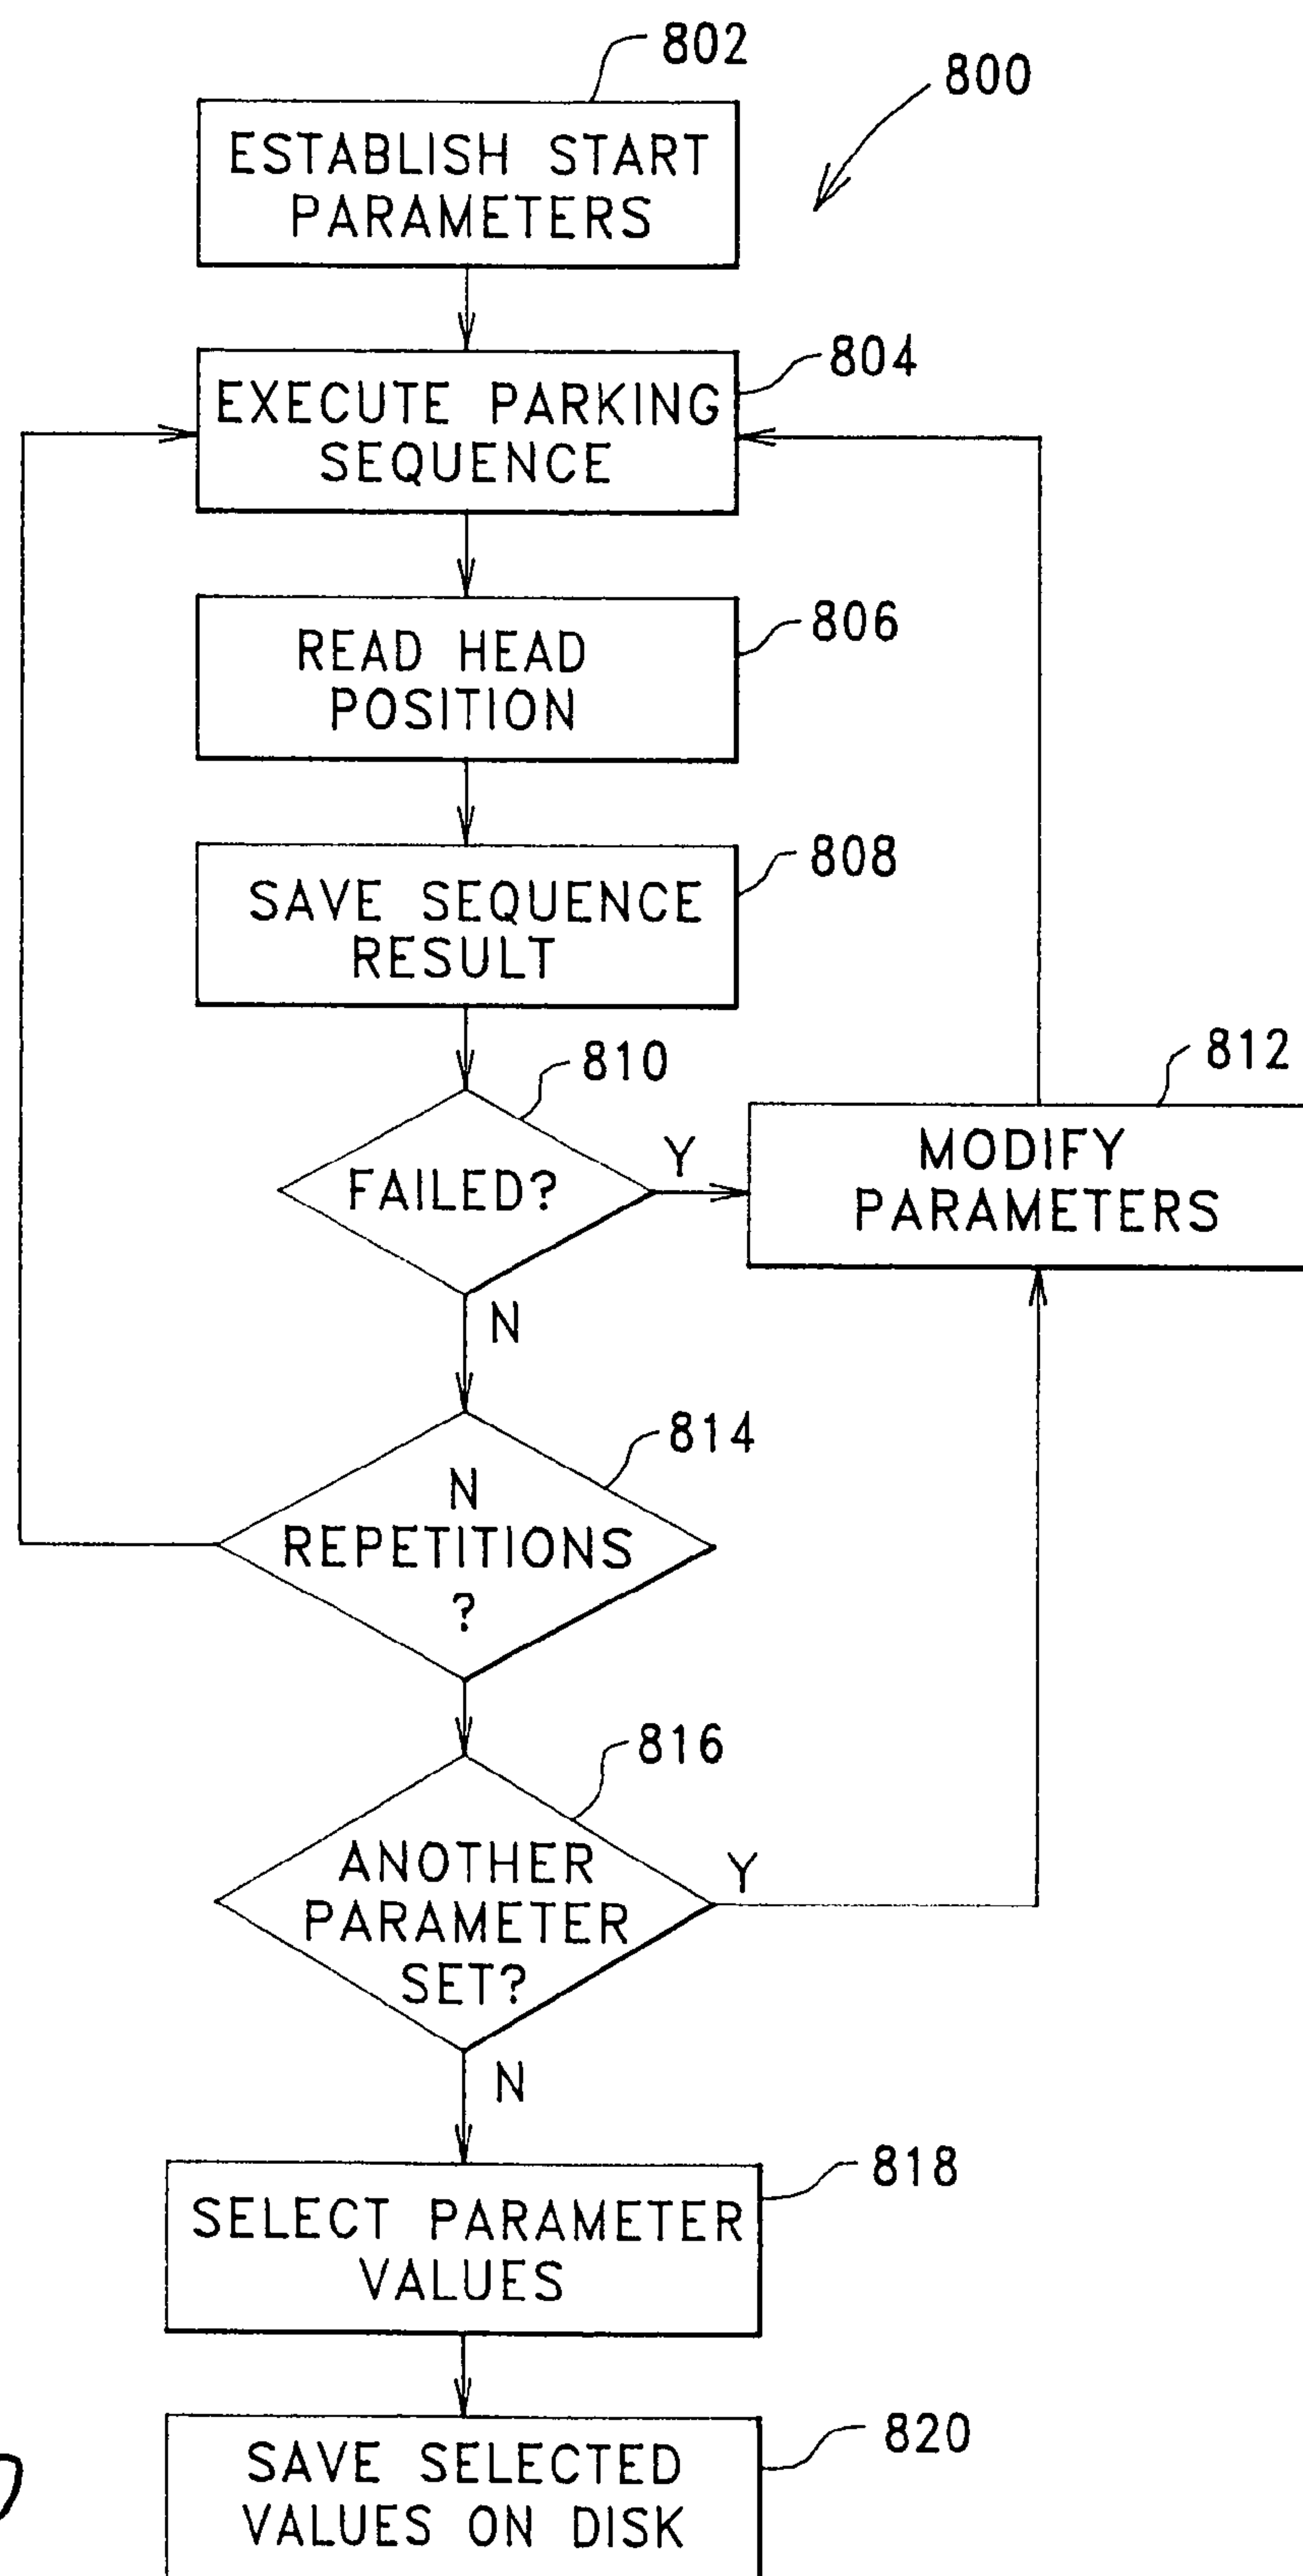 802
800
ESTABLISH START
PARAMETERS
804
EXECUTE PARKING
SEQUENCE
806
READ HEAD
POSITION
808
SAVE SEQUENCE
RESULT
810
FAILED?
Y
N
812
MODIFY
PARAMETERS
814
N
REPETITIONS
?
816
ANOTHER
PARAMETER
SET?
Y
N
818
SELECT PARAMETER
VALUES
820
SAVE SELECTED
VALUES ON DISK